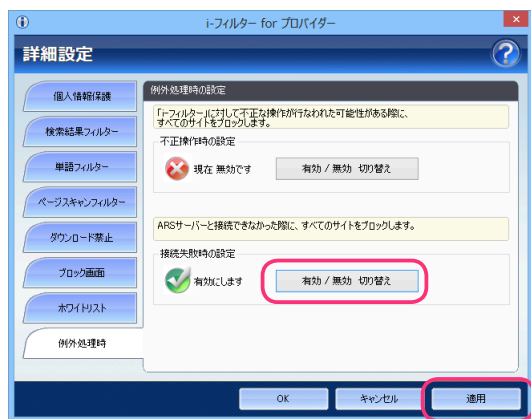 i-フィルター for プロバイダー
詳細設定
個人情報保護
検索結果フィルター
単語フィルター
ページスキャンフィルター
ダウンロード禁止
ブロック画面
ホワイトリスト
例外処理時
例外処理時の設定
「i-フィルター」に対して不正な操作が行なわれた可能性がある際に、
すべてのサイトをブロックします。
不正操作時の設定
現在 無効です
有効 / 無効 切り替え
ARSサーバーと接続できなかった際に、すべてのサイトをブロックします。
接続失敗時の設定
有効にします
有効 / 無効 切り替え
OK
キャンセル
適用